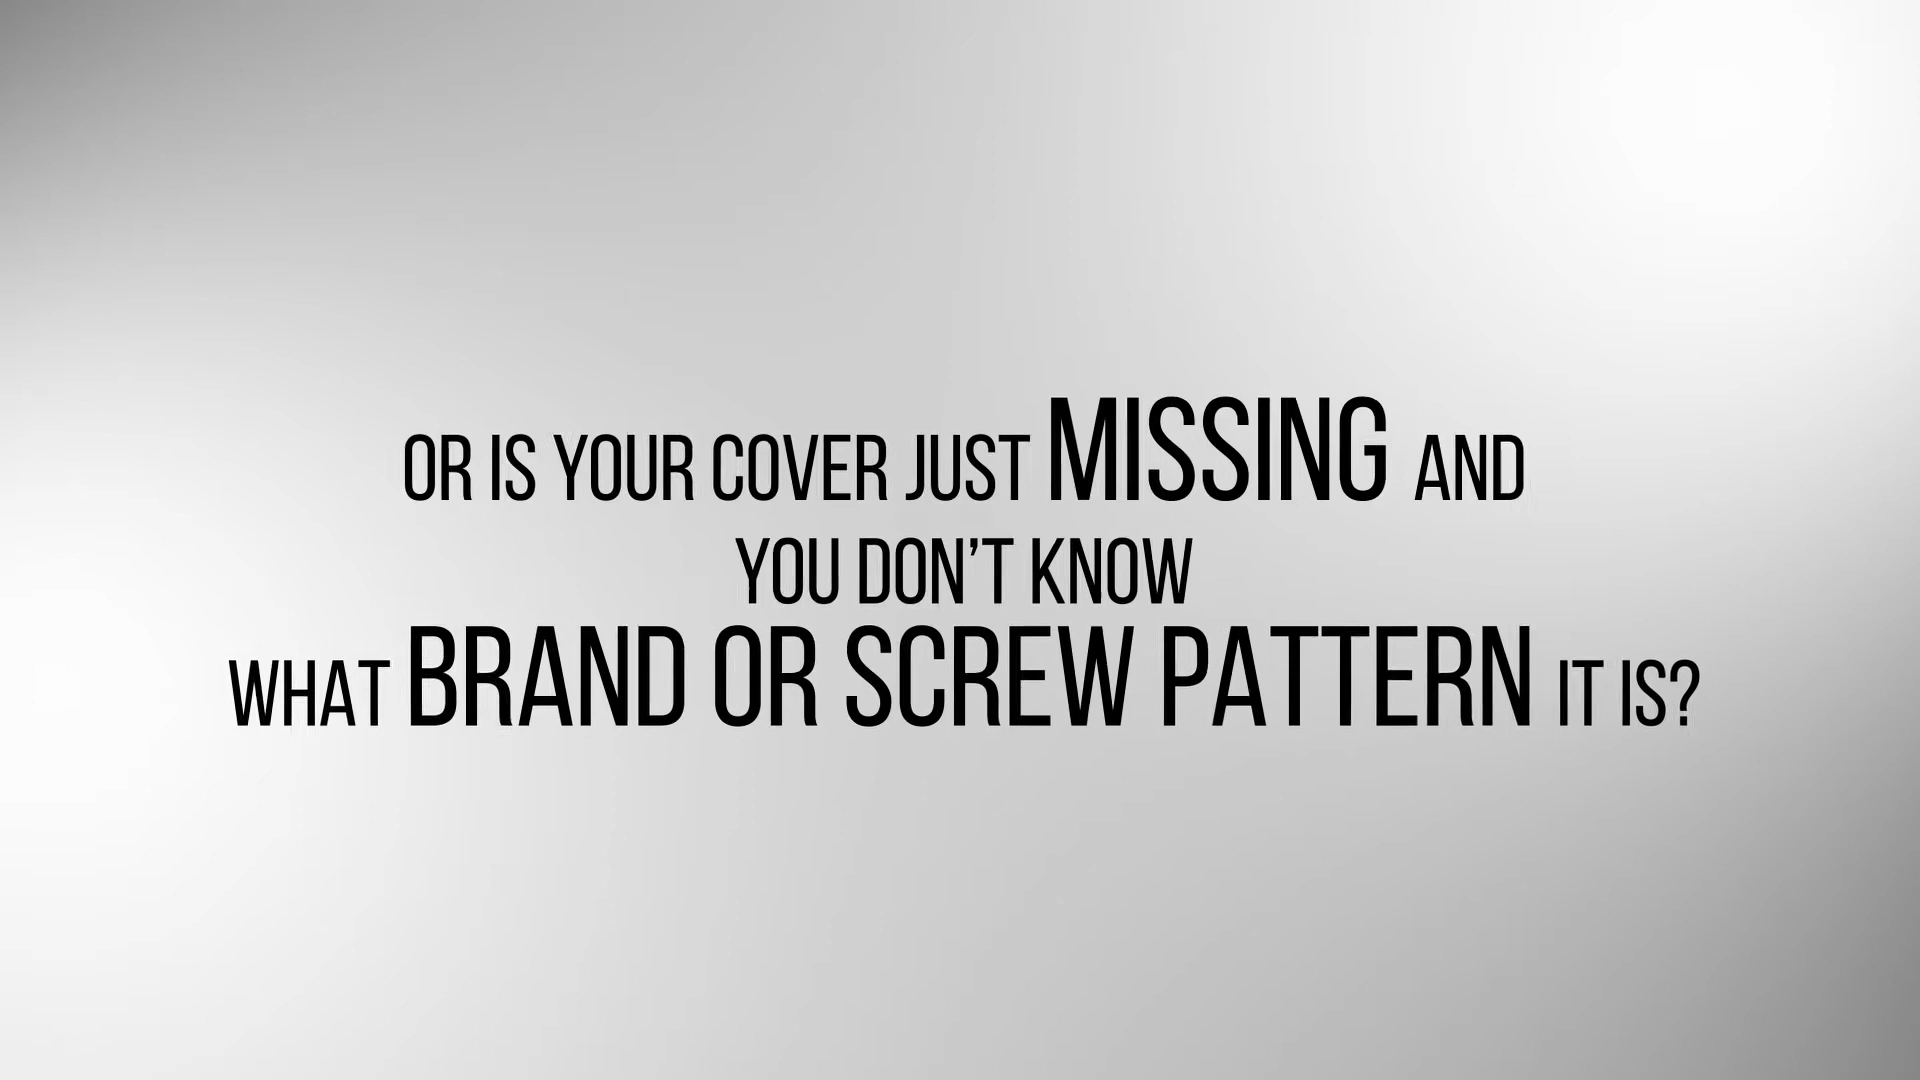 OR IS YOUR COVER JUST MISSING AND
YOU DON’T KNOW
WHAT BRAND OR SCREW PATTERN IT IS?